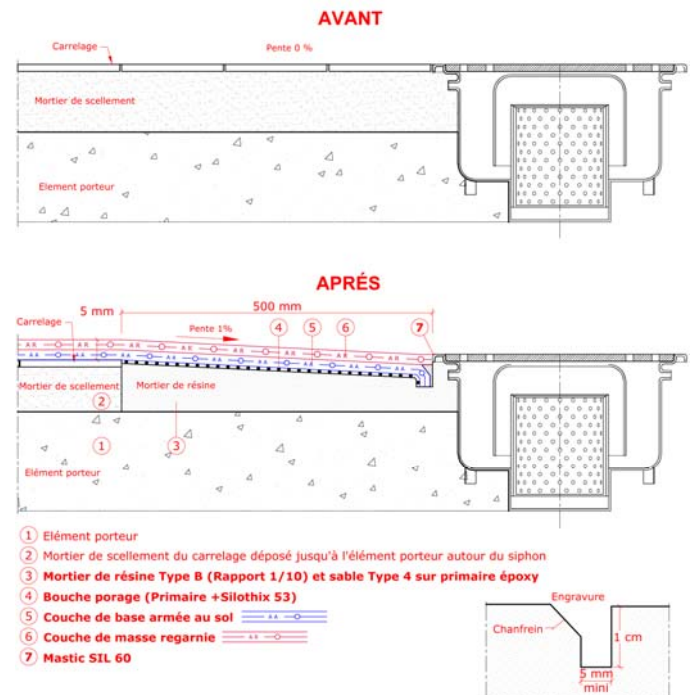 AVANT
Carrelage
Pente 0 %
Mortier de scellement
Element porteur
APRÉS
5 mm
500 mm
Carrelage
Pente 1%
4
5
6
7
Mortier de scellement
Mortier de résine
2
1
3
Elément porteur
1 Elément porteur
2 Mortier de scellement du carrelage déposé jusqu'à l'élément porteur autour du siphon
3 Mortier de résine Type B (Rapport 1/10) et sable Type 4 sur primaire époxy
4 Bouche porage (Primaire +Silothix 53)
5 Couche de base armée au sol
6 Couche de masse regarnie
7 Mastic SIL 60
Engravure
Chanfrein
1 cm
5 mm
mini